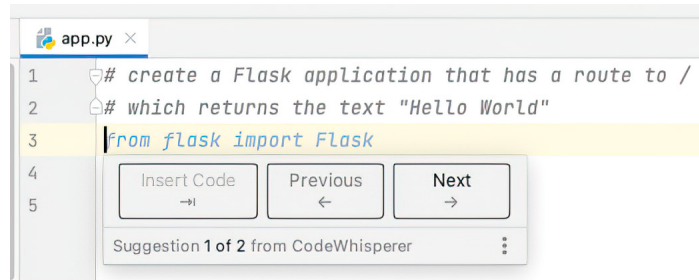 app.py ×
1 # create a Flask application that has a route to /
2 # which returns the text "Hello World"
3 from flask import Flask
4
5
Insert Code Previous Next
→| ← →
Suggestion 1 of 2 from CodeWhisperer